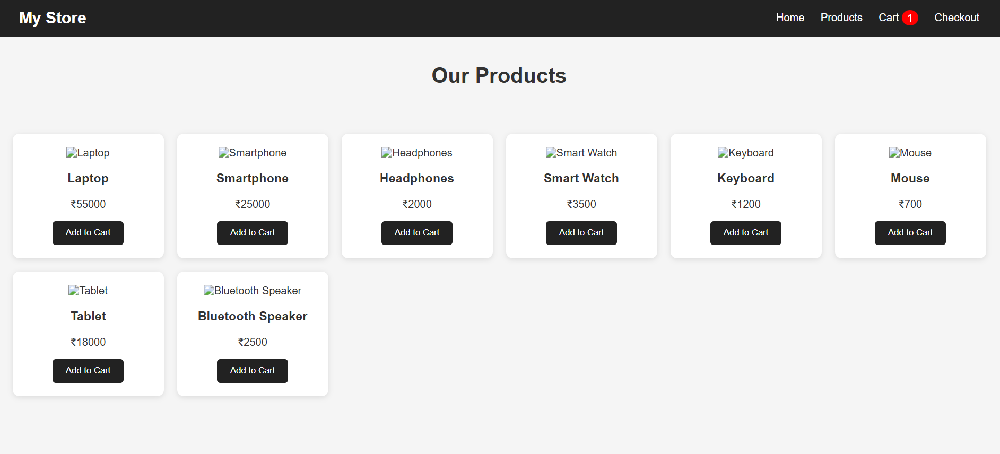 My Store
Home Products Cart 1 Checkout
Our Products
Laptop Smartphone Headphones Smart Watch Keyboard Mouse
Laptop Smartphone Headphones Smart Watch Keyboard Mouse
₹55000 ₹25000 ₹2000 ₹3500 ₹1200 ₹700
Add to Cart Add to Cart Add to Cart Add to Cart Add to Cart Add to Cart
Tablet Bluetooth Speaker
Tablet Bluetooth Speaker
₹18000 ₹2500
Add to Cart Add to Cart